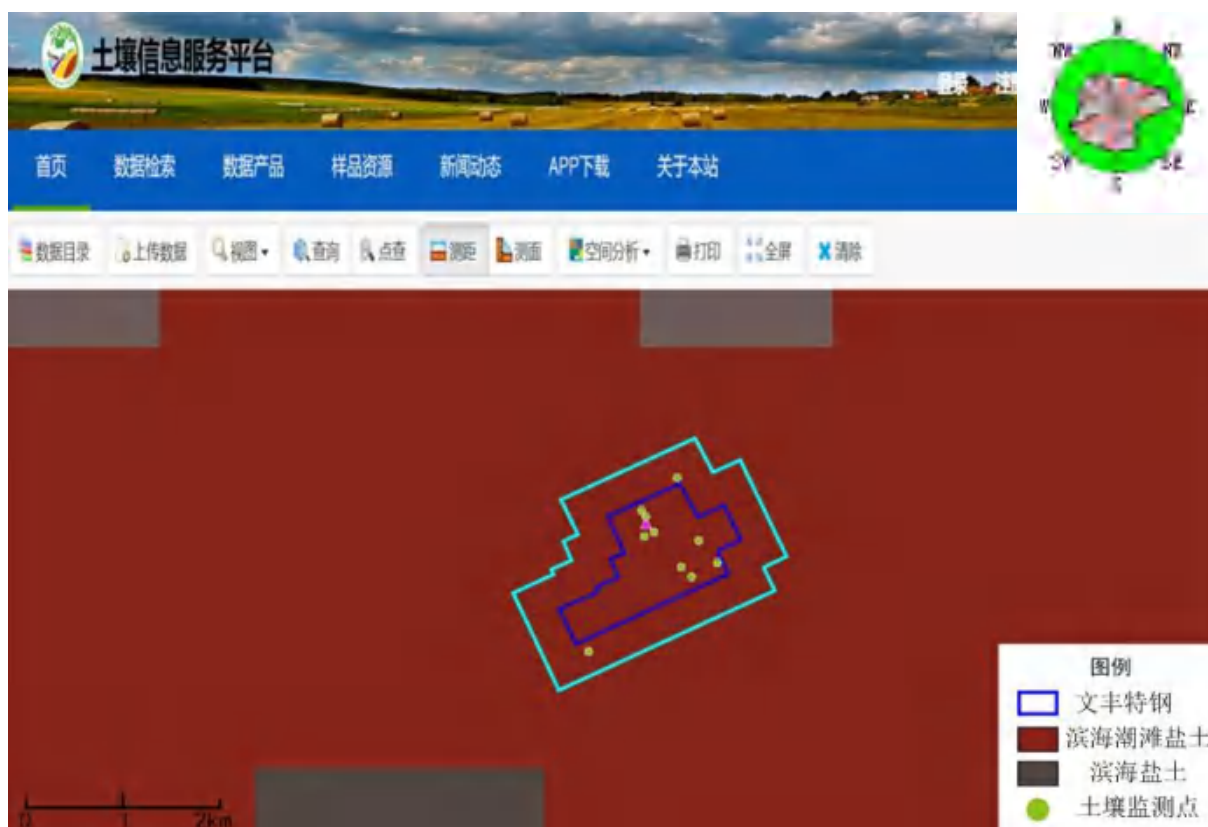 土壤信息服务平台
首页 数据检索 数据产品 样品资源 新闻动态 APP下载 关于本站
数据目录 上传数据 视图 查询 点查 测距 测面 空间分析 打印 全屏 清除
图例
文丰特钢
滨海潮滩盐土
滨海盐土
土壤监测点
0 1 2km